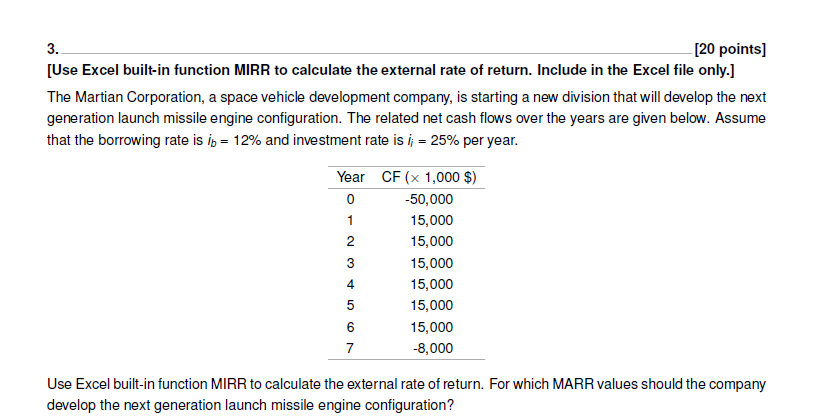 3. [20 points]
[Use Excel built-in function MIRR to calculate the external rate of return. Include in the Excel file only.]
The Martian Corporation, a space vehicle development company, is starting a new division that will develop the next
generation launch missile engine configuration. The related net cash flows over the years are given below. Assume
that the borrowing rate is i_b = 12% and investment rate is i_i = 25% per year.
Year CF (× 1,000 $)
0 -50,000
1 15,000
2 15,000
3 15,000
4 15,000
5 15,000
6 15,000
7 -8,000
Use Excel built-in function MIRR to calculate the external rate of return. For which MARR values should the company
develop the next generation launch missile engine configuration?